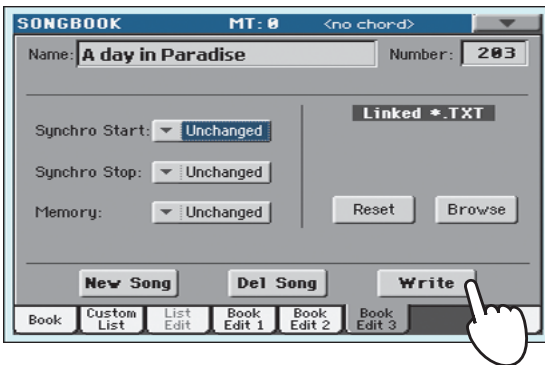 SONGBOOK MT: 0 <no chord>
Name: A day in Paradise Number: 203
Linked *.TXT
Synchro Start: Unchanged
Synchro Stop: Unchanged
Memory: Unchanged Reset Browse
New Song Del Song Write
Book Custom List List Edit Book Edit 1 Book Edit 2 Book Edit 3